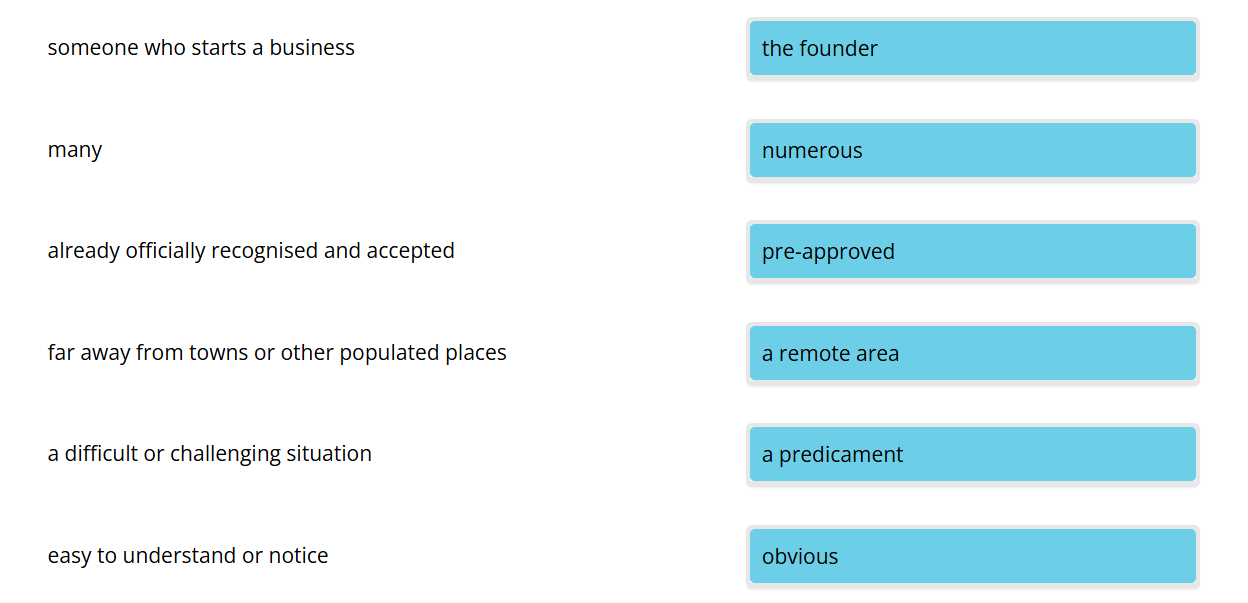 someone who starts a business
the founder
many
numerous
already officially recognised and accepted
pre-approved
far away from towns or other populated places
a remote area
a difficult or challenging situation
a predicament
easy to understand or notice
obvious